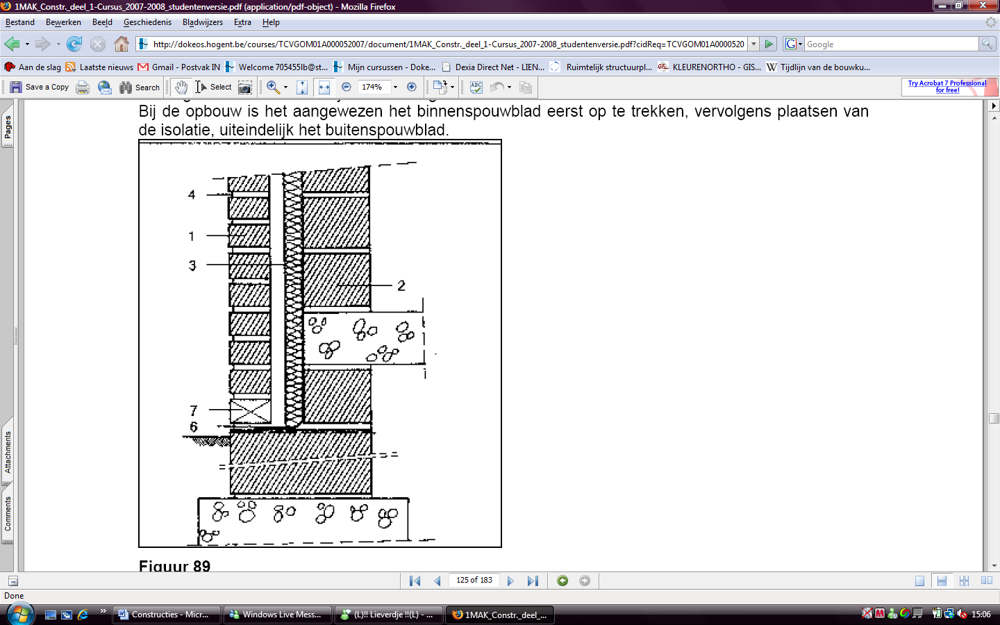 1MAK_Constr._deel_1-Cursus_2007-2008_studentenversie.pdf (application/pdf-object) - Mozilla Firefox
Bestand Bewerken Beeld Geschiedenis Bladwijzers Extra Help
http://dokeos.hogent.be/courses/TCVGOM01A000052007/document/1MAK_Constr._deel_1-Cursus_2007-2008_studentenversie.pdf?cidReq=TCVGOM01A0000520
G Google
Aan de slag Laatste nieuws Gmail - Postvak IN Welcome 705455lb@st... Mijn cursussen - Doke... Dexia Direct Net - LIEN... Ruimtelijk structuurpl... GIS KLEURENORTHO - GIS... W Tijdlijn van de bouwku...
Save a Copy Search Select 174% Try Acrobat 7 Professional
for free!
Pages
Bij de opbouw is het aangewezen het binnenspouwblad eerst op te trekken, vervolgens plaatsen van
de isolatie, uiteindelijk het buitenspouwblad.
4
1
3
2
7
6
Attachments
Comments
Figuur 89
125 of 183
Done
Constructies - Micr... Windows Live Mess... (L)!! Lieverdje !!(L) - ... 1MAK_Constr._deel_... 15:06